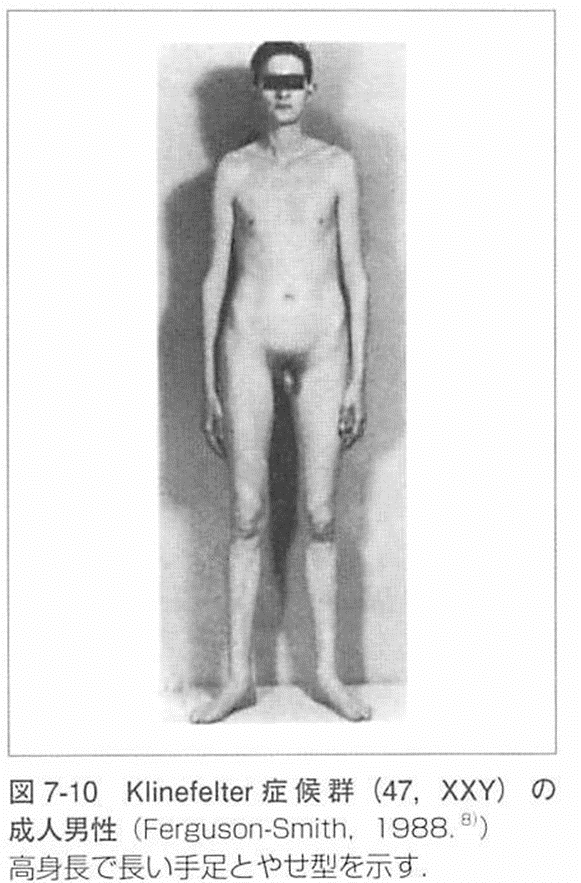 図 7-10　Klinefelter 症候群（47, XXY）の
成人男性（Ferguson-Smith, 1988. 8)）
高身長で長い手足とやせ型を示す.